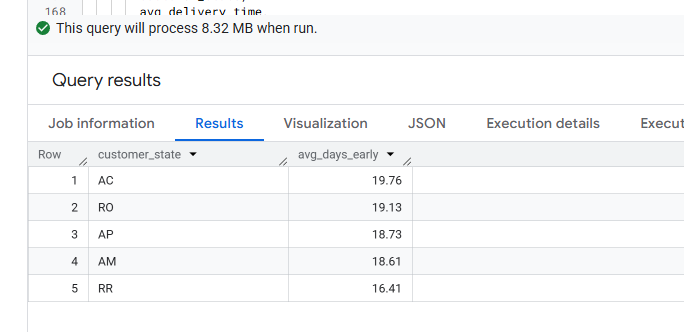 168
avg_delivery_time
This query will process 8.32 MB when run.
Query results
Job information Results Visualization JSON Execution details Execut
Row customer_state avg_days_early
1 AC 19.76
2 RO 19.13
3 AP 18.73
4 AM 18.61
5 RR 16.41